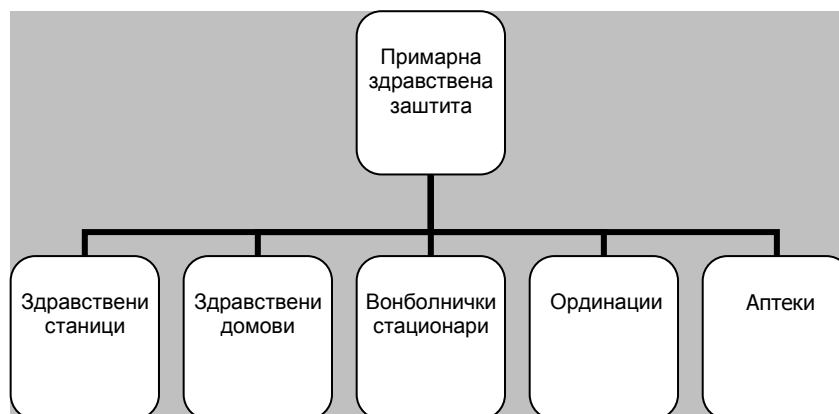 Примарна
здравствена
заштита
Здравствени
станици
Здравствени
домови
Вонболнички
стационари
Ординации
Аптеки